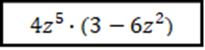 4z⁵ · (3 − 6z²)